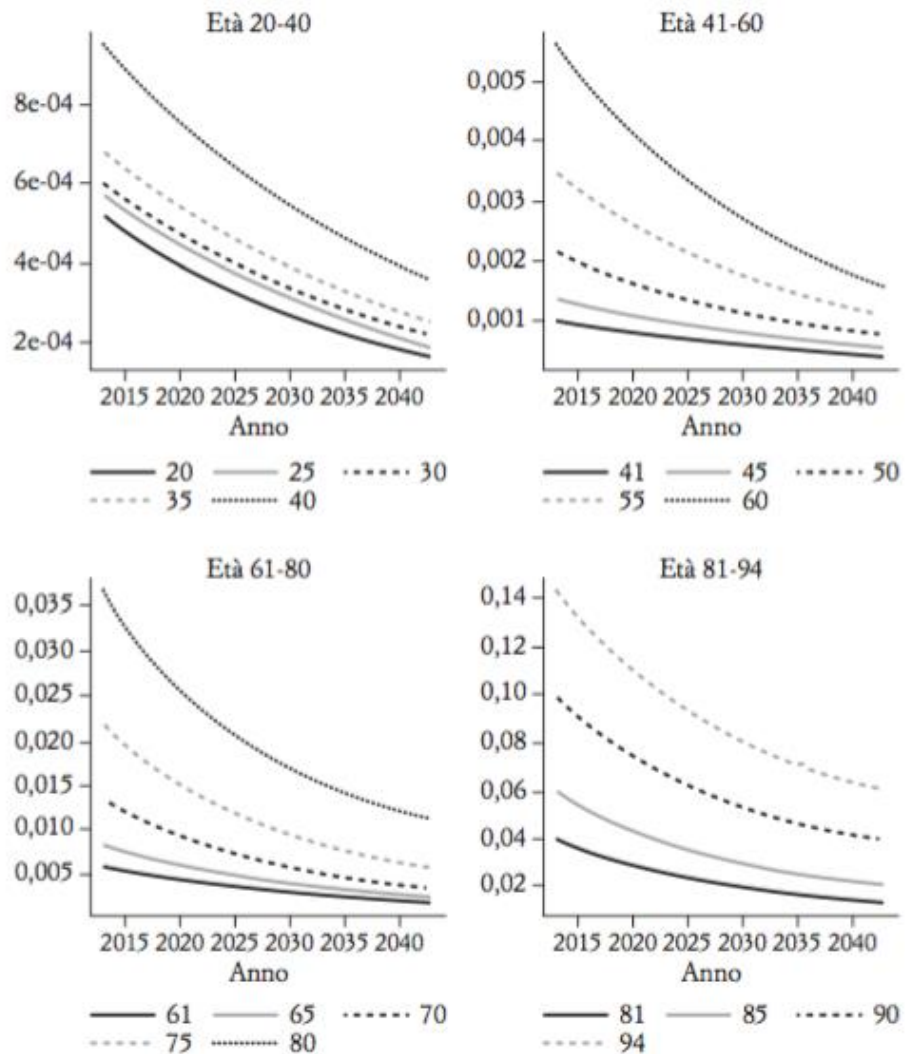 Età 20-40
8e-04
6e-04
4e-04
2e-04
2015 2020 2025 2030 2035 2040
Anno
20 25 30
35 40
Età 41-60
0,005
0,004
0,003
0,002
0,001
2015 2020 2025 2030 2035 2040
Anno
41 45 50
55 60
Età 61-80
0,035
0,030
0,025
0,020
0,015
0,010
0,005
2015 2020 2025 2030 2035 2040
Anno
61 65 70
75 80
Età 81-94
0,14
0,12
0,10
0,08
0,06
0,04
0,02
2015 2020 2025 2030 2035 2040
Anno
81 85 90
94